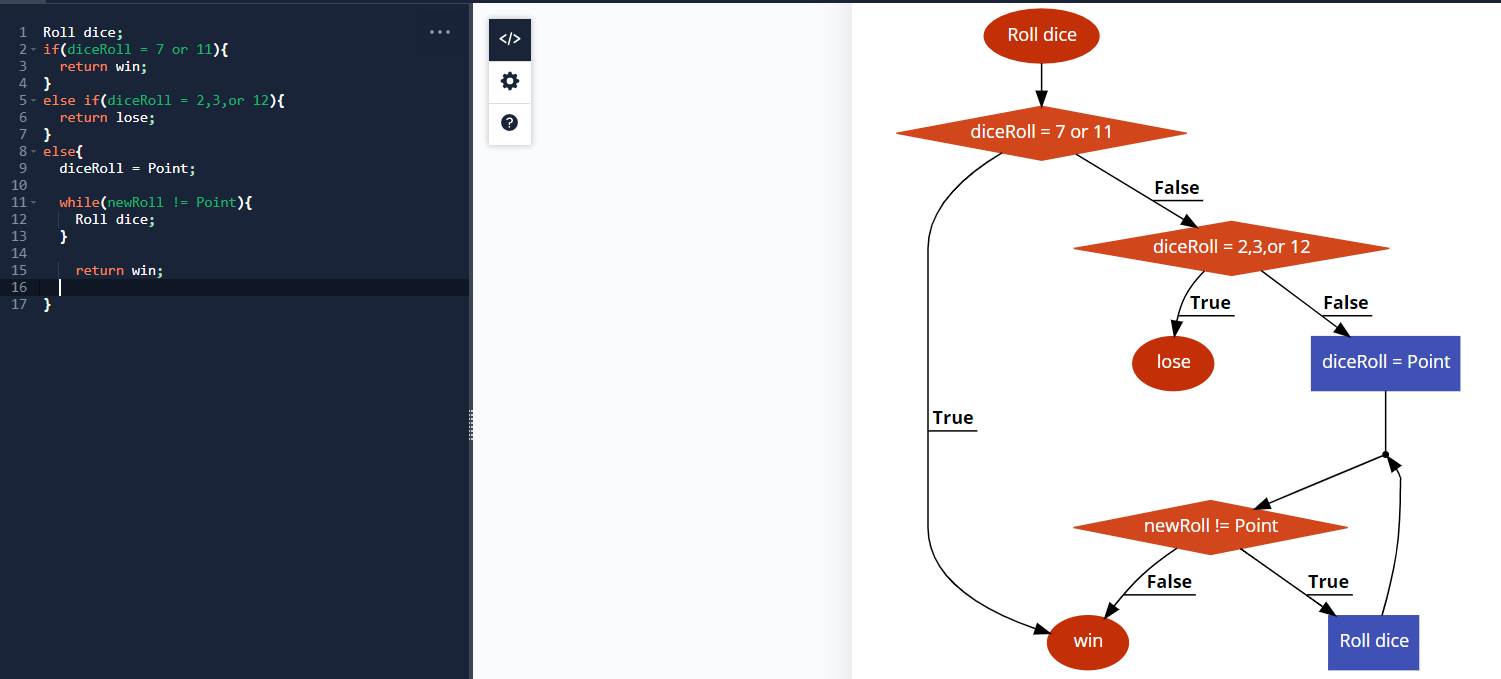 1 Roll dice;
2 if(diceRoll = 7 or 11){
3 return win;
4 }
5 else if(diceRoll = 2,3,or 12){
6 return lose;
7 }
8 else{
9 diceRoll = Point;
10
11 while(newRoll != Point){
12 Roll dice;
13 }
14
15 return win;
16
17 }
</>
?
Roll dice
diceRoll = 7 or 11
False
diceRoll = 2,3,or 12
True
False
lose
diceRoll = Point
True
newRoll != Point
False
True
win
Roll dice